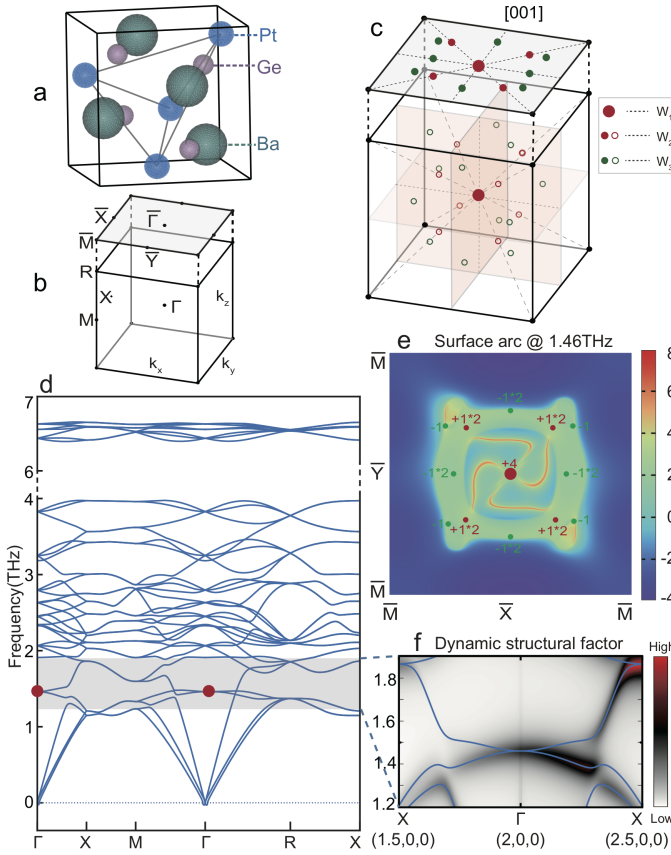 a
Pt
Ge
Ba
[001]
c
W
W
W
b
X̅
Γ̅
M̅
Y̅
R
X
Γ
k_z
M
k_x
k_y
e Surface arc @ 1.46THz
M̅
Y̅
M̅
M̅ X̅ M̅
-1*2
-1 +1*2 +1*2 -1
+4
-1*2 -1*2
-1 +1*2 +1*2 -1
-1*2
8
6
4
2
0
-2
-4
d
Frequency(THz)
7
6
4
3
2
1
0
Γ X M Γ R X
f Dynamic structural factor
1.8
1.6
1.4
1.2
X Γ X
(1.5,0,0) (2.0,0) (2.5,0,0)
High
Low